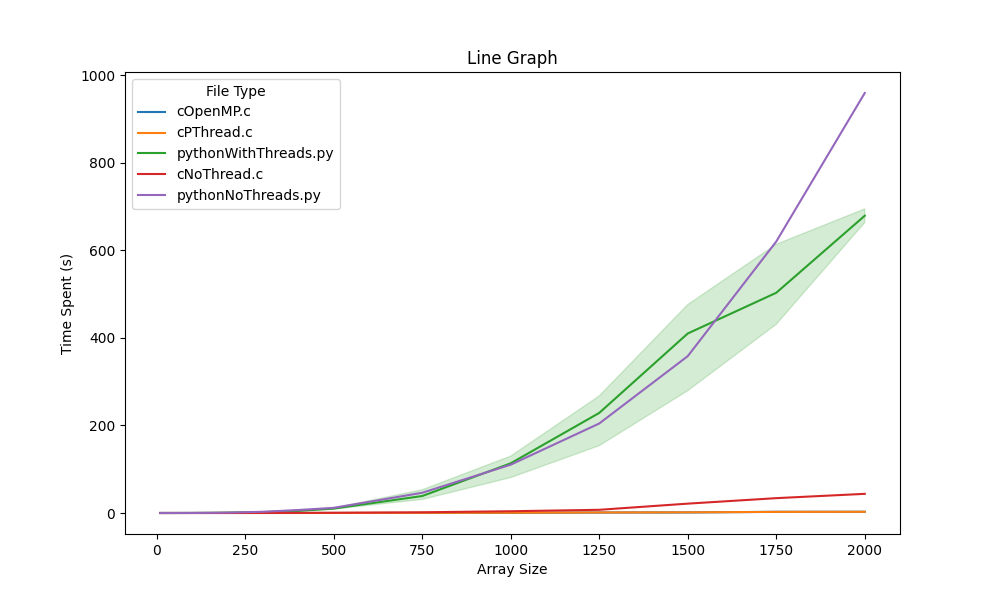 Line Graph
1000
800
600
400
200
0
Time Spent (s)
File Type
cOpenMP.c
cPThread.c
pythonWithThreads.py
cNoThread.c
pythonNoThreads.py
0 250 500 750 1000 1250 1500 1750 2000
Array Size